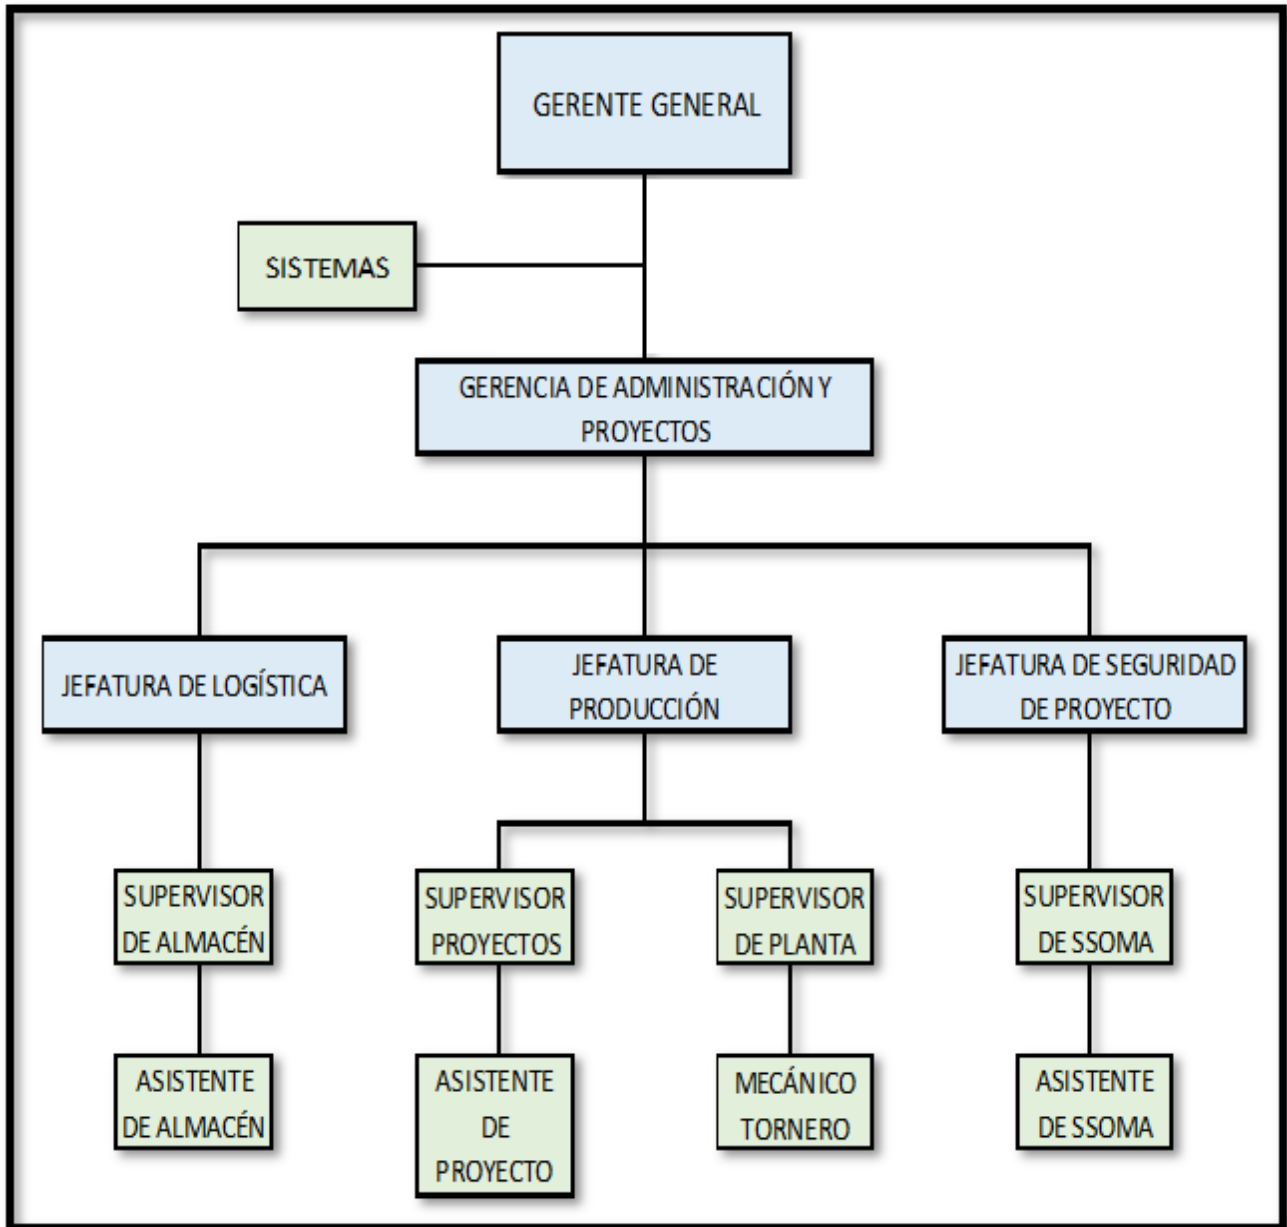 GERENTE GENERAL
SISTEMAS
GERENCIA DE ADMINISTRACIÓN Y
PROYECTOS
JEFATURA DE LOGÍSTICA
JEFATURA DE
PRODUCCIÓN
JEFATURA DE SEGURIDAD
DE PROYECTO
SUPERVISOR
DE ALMACÉN
SUPERVISOR
PROYECTOS
SUPERVISOR
DE PLANTA
SUPERVISOR
DE SSOMA
ASISTENTE
DE ALMACÉN
ASISTENTE
DE
PROYECTO
MECÁNICO
TORNERO
ASISTENTE
DE SSOMA